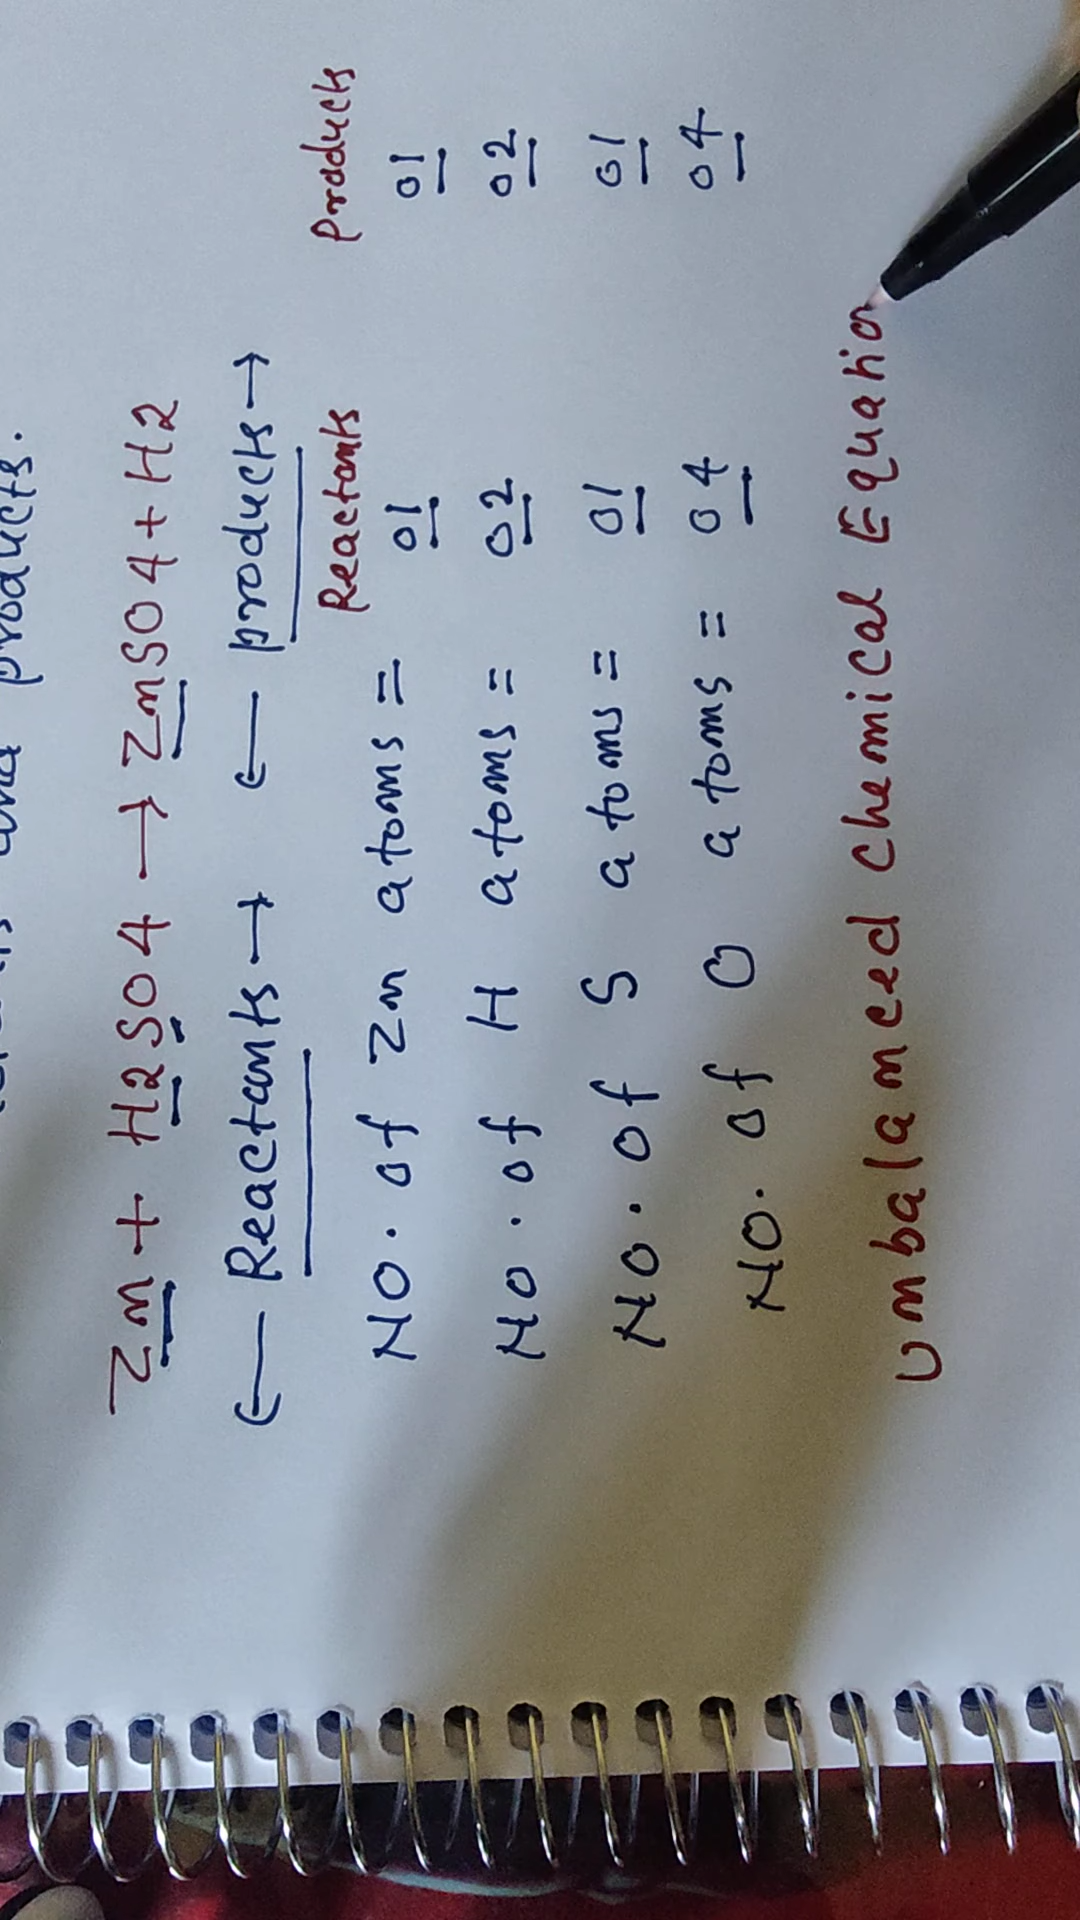 products.
Zn + H2SO4 → ZnSO4 + H2
← Reactants → ← products →
Reactants products
NO. of Zn atoms = 01 01
No. of H atoms = 02 02
No. of S atoms = 01 01
NO. of O atoms = 04 04
Unbalanced Chemical Equatio